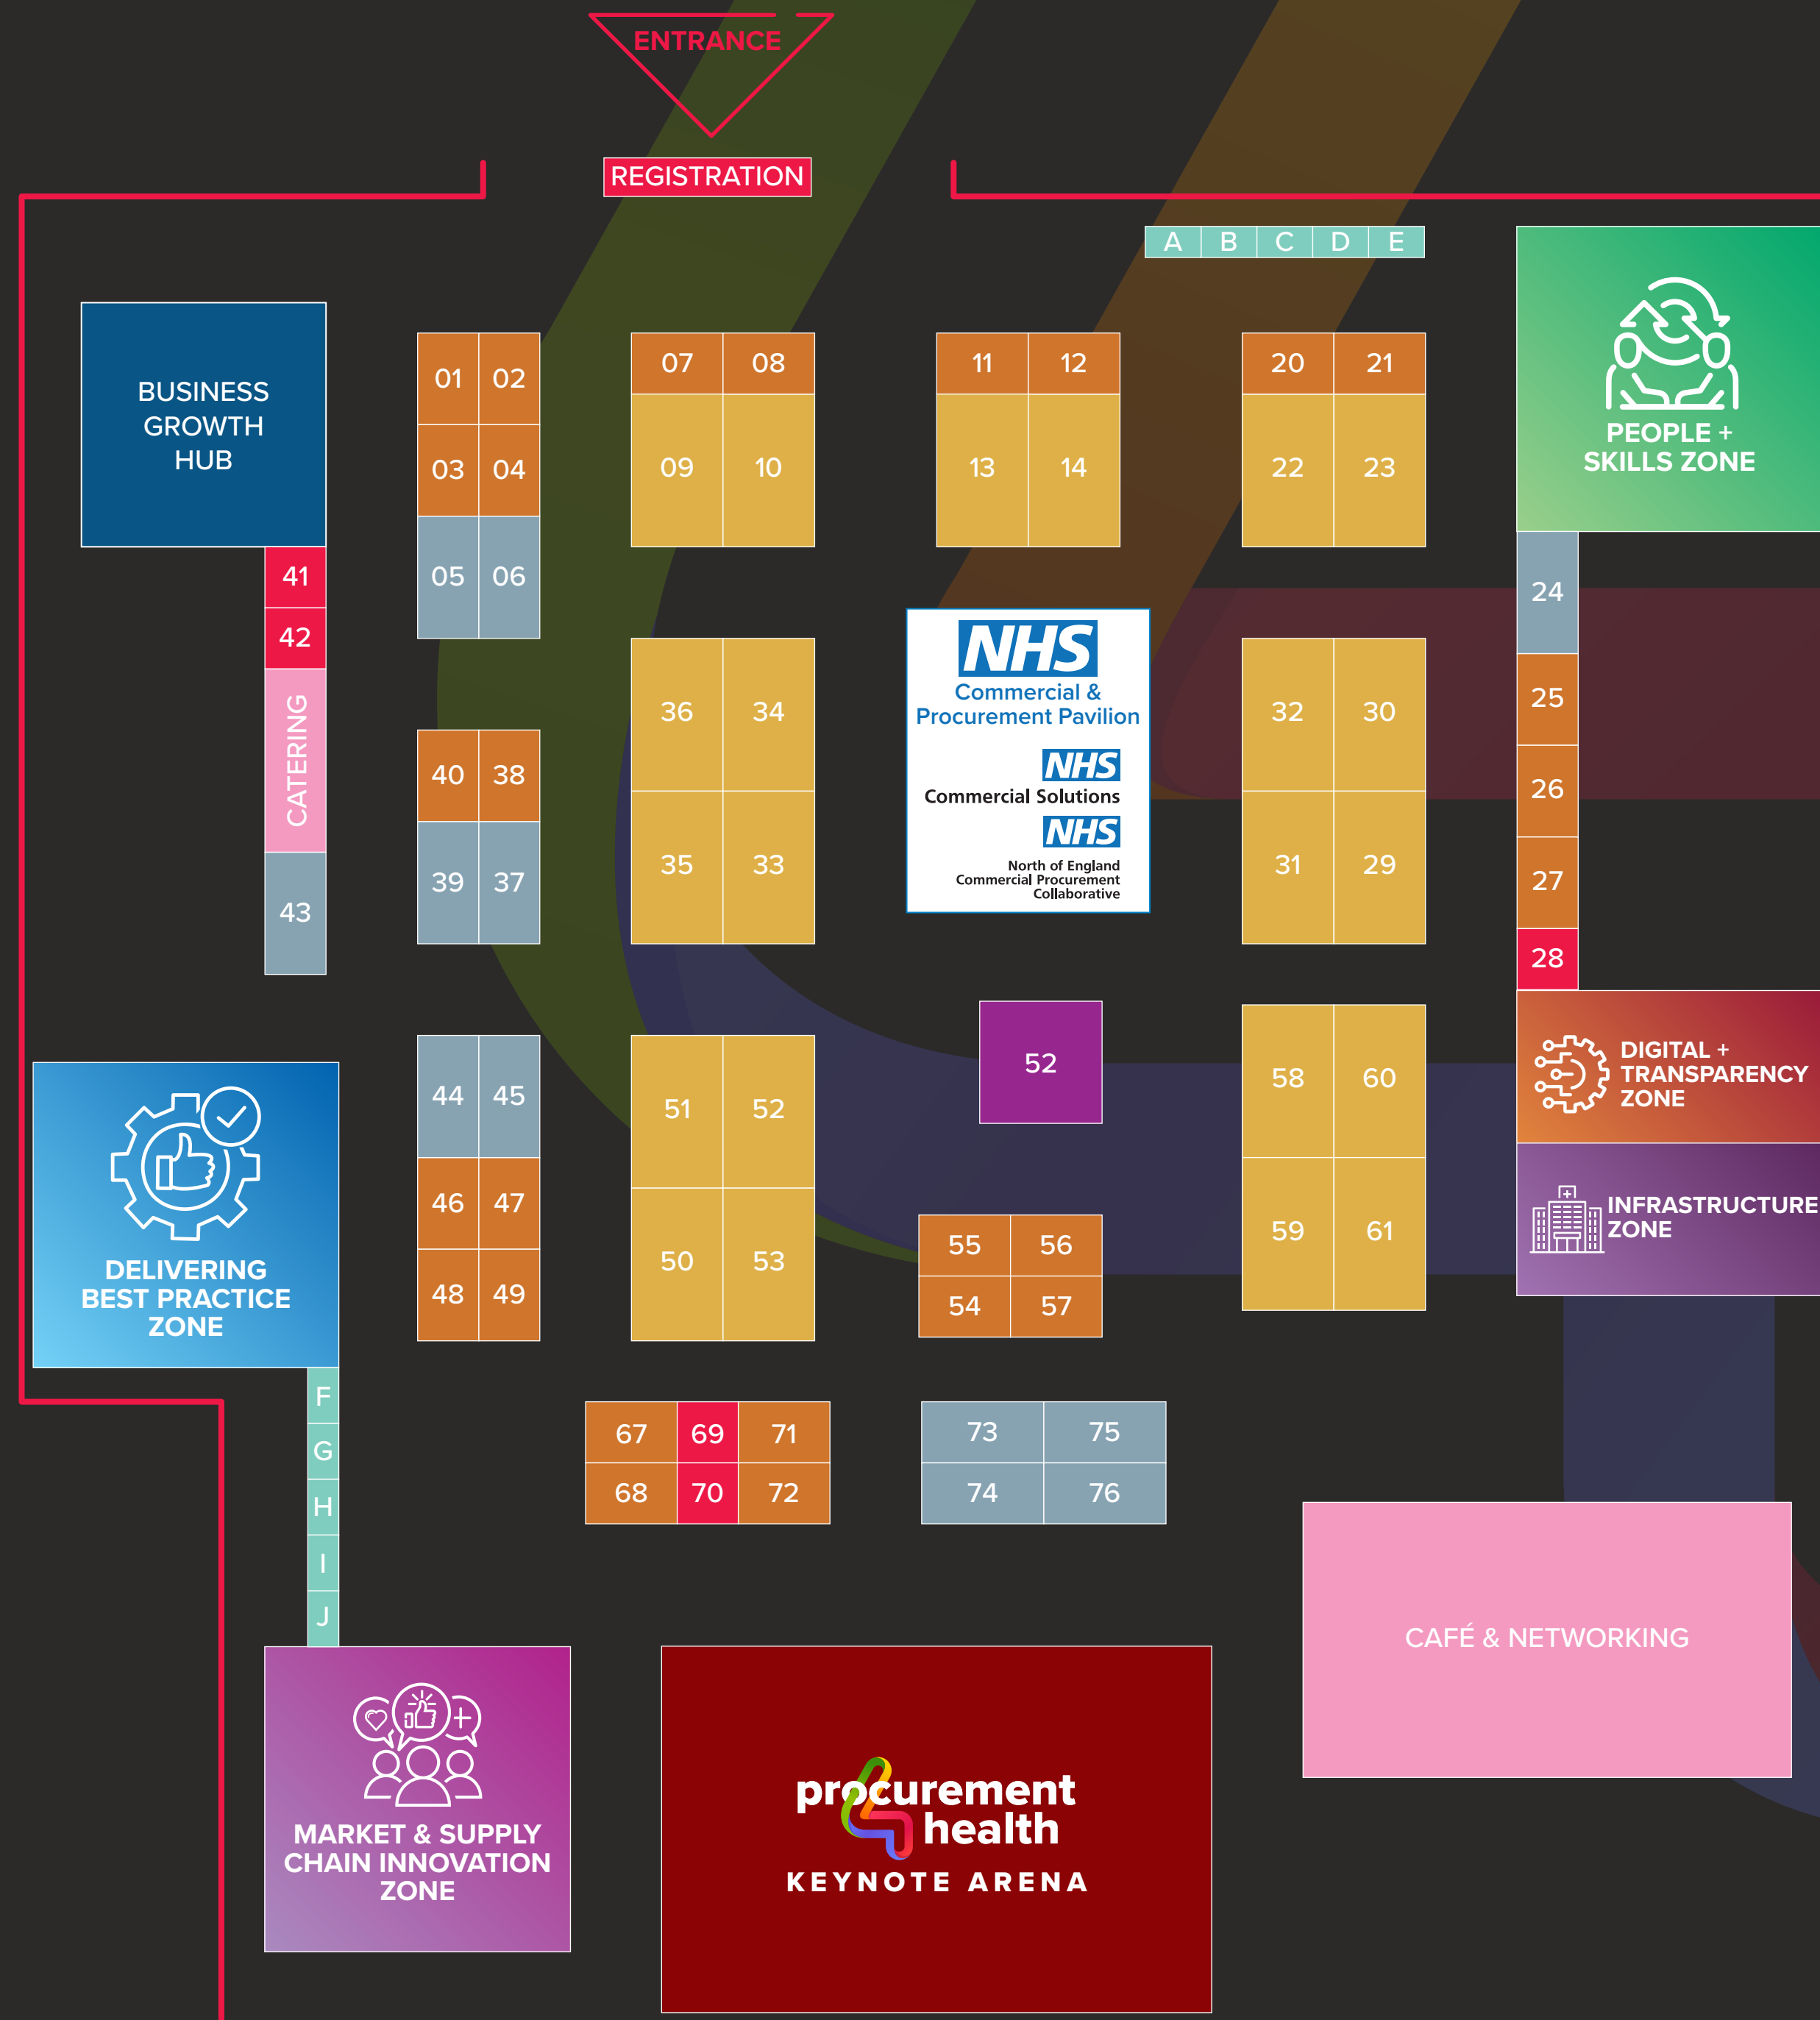 ENTRANCE
REGISTRATION
A B C D E
BUSINESS
GROWTH
HUB
01 02
03 04
05 06
07 08
09 10
11 12
13 14
20 21
22 23
PEOPLE +
SKILLS ZONE
41
42
CATERING
43
40 38
39 37
36 34
35 33
NHS
Commercial &
Procurement Pavilion
NHS
Commercial Solutions
NHS
North of England
Commercial Procurement
Collaborative
32 30
31 29
24
25
26
27
28
DELIVERING
BEST PRACTICE
ZONE
44 45
46 47
48 49
51 52
50 53
52
55 56
54 57
58 60
59 61
DIGITAL +
TRANSPARENCY
ZONE
INFRASTRUCTURE
ZONE
F
G
H
I
J
67 69 71
68 70 72
73 75
74 76
CAFÉ & NETWORKING
MARKET & SUPPLY
CHAIN INNOVATION
ZONE
procurement
4
health
KEYNOTE ARENA